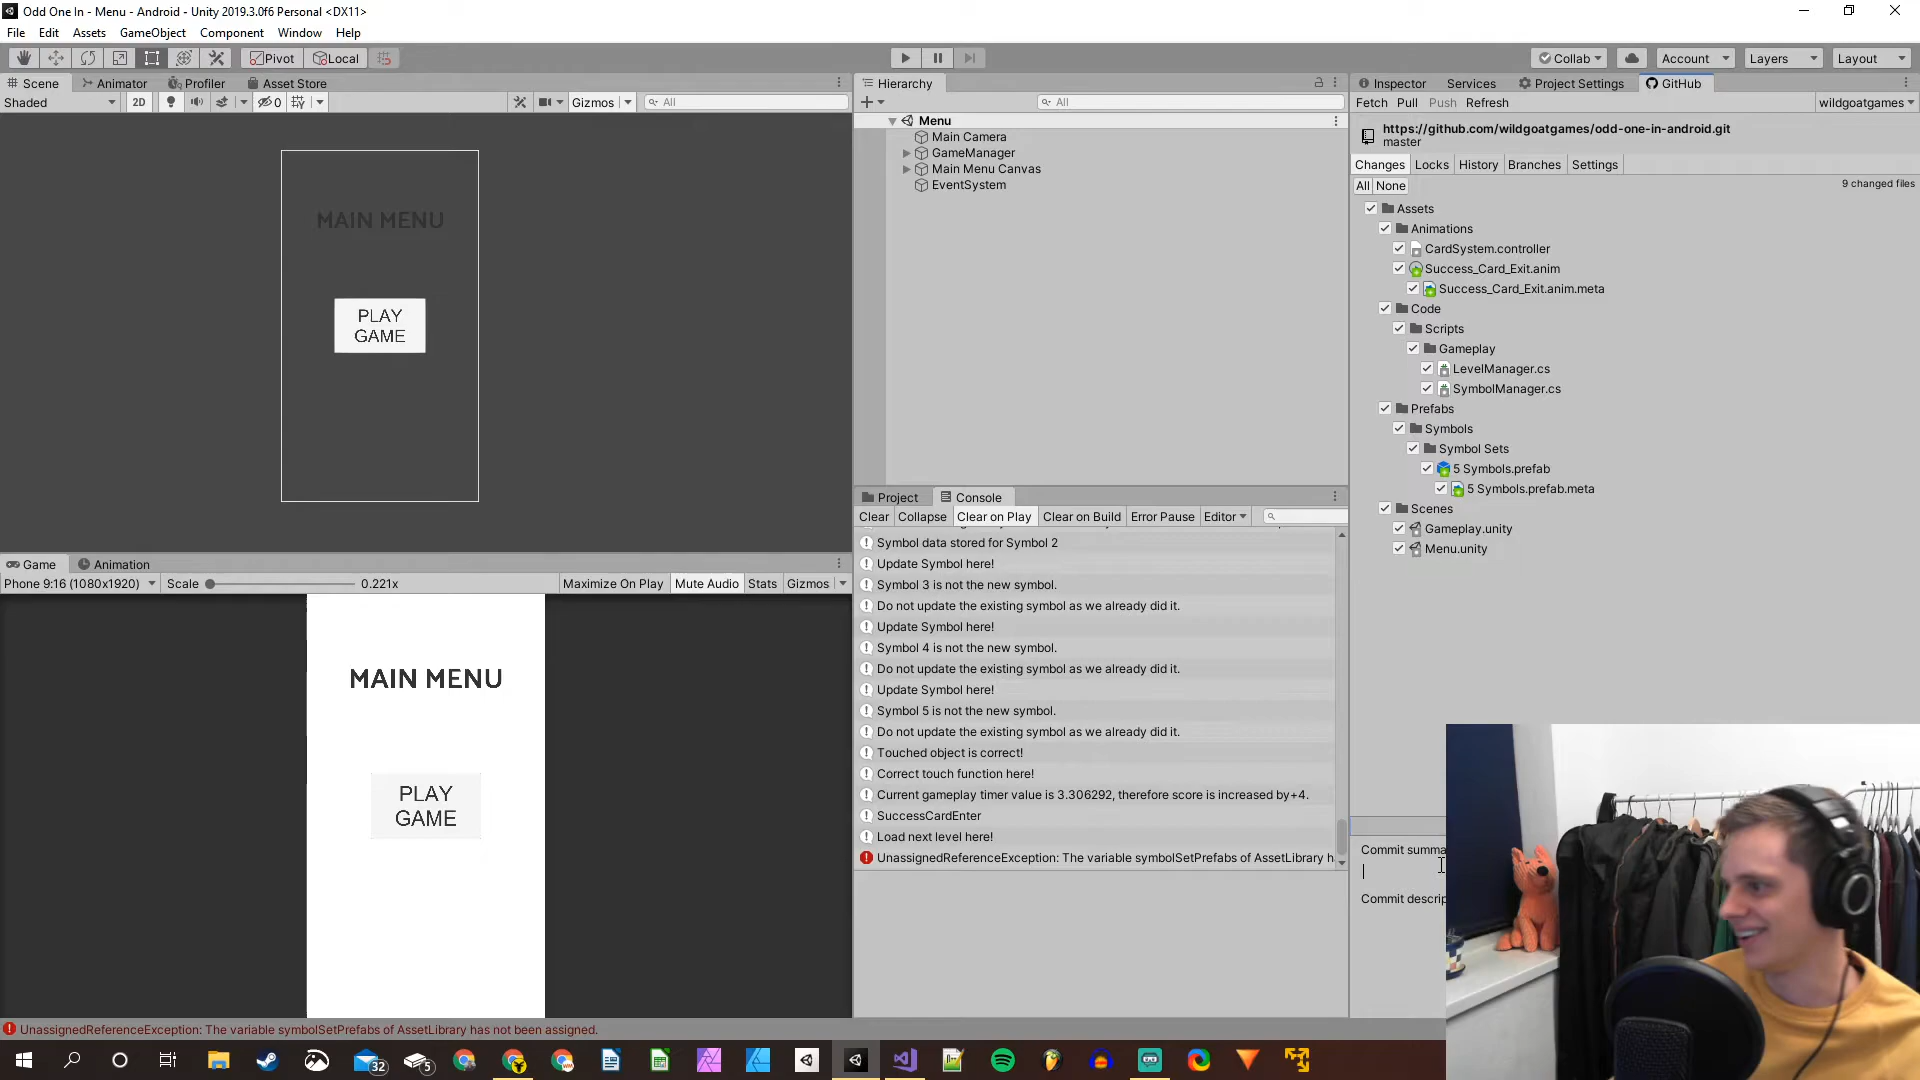 Odd One In - Menu - Android - Unity 2019.3.0f6 Personal <DX11>
File Edit Assets GameObject Component Window Help
Pivot Local Collab Account Layers Layout
Scene Animator Profiler Asset Store
Shaded 2D 0 Gizmos All
MAIN MENU
PLAY
GAME
Game Animation
Phone 9:16 (1080x1920) Scale 0.221x Maximize On Play Mute Audio Stats Gizmos
MAIN MENU
PLAY
GAME
Hierarchy
All
Menu
Main Camera
GameManager
Main Menu Canvas
EventSystem
Project Console
Clear Collapse Clear on Play Clear on Build Error Pause Editor
Symbol data stored for Symbol 2
Update Symbol here!
Symbol 3 is not the new symbol.
Do not update the existing symbol as we already did it.
Update Symbol here!
Symbol 4 is not the new symbol.
Do not update the existing symbol as we already did it.
Update Symbol here!
Symbol 5 is not the new symbol.
Do not update the existing symbol as we already did it.
Touched object is correct!
Correct touch function here!
Current gameplay timer value is 3.306292, therefore score is increased by+4.
SuccessCardEnter
Load next level here!
UnassignedReferenceException: The variable symbolSetPrefabs of AssetLibrary h
Inspector Services Project Settings GitHub
Fetch Pull Push Refresh wildgoatgames
https://github.com/wildgoatgames/odd-one-in-android.git
master
Changes Locks History Branches Settings
All None 9 changed files
Assets
Animations
CardSystem.controller
Success_Card_Exit.anim
Success_Card_Exit.anim.meta
Code
Scripts
Gameplay
LevelManager.cs
SymbolManager.cs
Prefabs
Symbols
Symbol Sets
5 Symbols.prefab
5 Symbols.prefab.meta
Scenes
Gameplay.unity
Menu.unity
Commit summa
Commit descrip
UnassignedReferenceException: The variable symbolSetPrefabs of AssetLibrary has not been assigned.
32
5